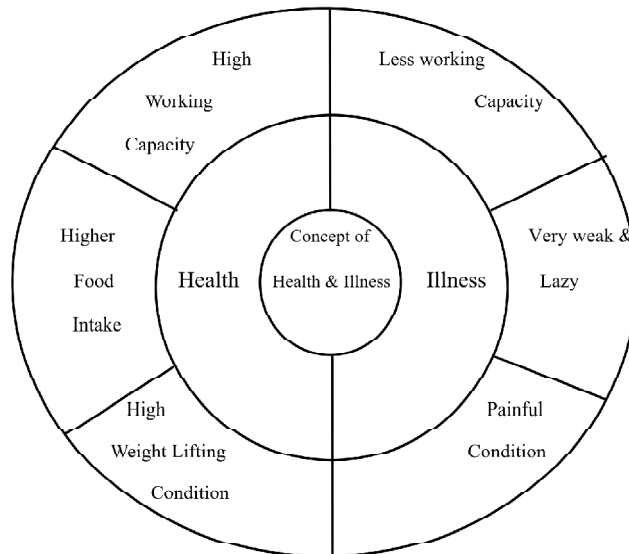 High
Working
Capacity
Less working
Capacity
Higher
Food
Intake
Health
Concept of
Health & Illness
Illness
Very weak &
Lazy
High
Weight Lifting
Condition
Painful
Condition